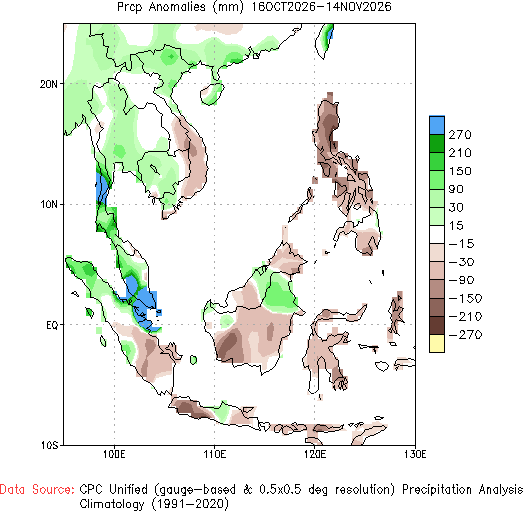 Prcp Anomalies (mm) 16OCT2026-14NOV2026
20N
10N
EQ
10S
100E 110E 120E 130E
270
210
150
90
30
15
-15
-30
-90
-150
-210
-270
Data Source: CPC Unified (gauge-based & 0.5x0.5 deg resolution) Precipitation Analysis
Climatology (1991-2020)